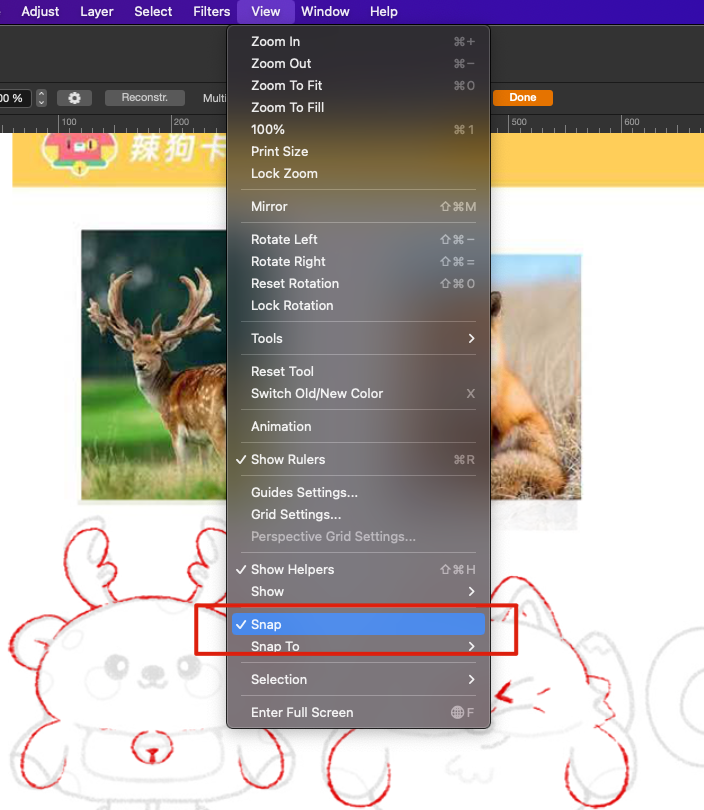 Adjust Layer Select Filters View Window Help
Zoom In ⌘+
Zoom Out ⌘−
Zoom To Fit ⌘0
Zoom To Fill
100% ⌘1
Print Size
Lock Zoom
Mirror ⇧⌘M
Rotate Left ⇧⌘−
Rotate Right ⇧⌘=
Reset Rotation ⇧⌘0
Lock Rotation
Tools
Reset Tool
Switch Old/New Color X
Animation
✓ Show Rulers ⌘R
Guides Settings...
Grid Settings...
Perspective Grid Settings...
✓ Show Helpers ⇧⌘H
Show
✓ Snap
Snap To
Selection
Enter Full Screen F
00 %
Reconstr.
Multi
Done
100
200
500
600
辣狗卡